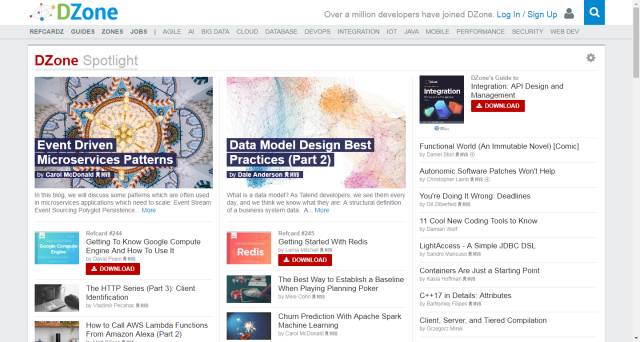 DZone
Over a million developers have joined DZone. Log In / Sign Up
REFCARDZ GUIDES ZONES JOBS | AGILE AI BIG DATA CLOUD DATABASE DEVOPS INTEGRATION IOT JAVA MOBILE PERFORMANCE SECURITY WEB DEV
DZone Spotlight
Event Driven
Microservices Patterns
by Carol McDonald
In this blog, we will discuss some patterns which are often used
in microservices applications which need to scale: Event Stream
Event Sourcing Polyglot Persistence... More
Refcard #244
Getting To Know Google Compute
Engine And How To Use It
by David Pope
DOWNLOAD
The HTTP Series (Part 3): Client
Identification
by Vladimir Pecanac
How to Call AWS Lambda Functions
From Amazon Alexa (Part 2)
Data Model Design Best
Practices (Part 2)
by Dale Anderson
What is a data model? As Talend developers, we see them every
day, and we think we know what they are: A structural definition
of a business system data. A... More
Refcard #245
Getting Started With Redis
by Lorna Mitchell
DOWNLOAD
The Best Way to Establish a Baseline
When Playing Planning Poker
by Mike Cohn
Churn Prediction With Apache Spark
Machine Learning
by Carol McDonald
DZone's Guide to
Integration: API Design and
Management
DOWNLOAD
Integration
Functional World (An Immutable Novel) [Comic]
by Daniel Stori
Autonomic Software Patches Won't Help
by Christopher Lamb
You're Doing It Wrong: Deadlines
by Gil Zilberfeld
11 Cool New Coding Tools to Know
by Damian Wolf
LightAccess - A Simple JDBC DSL
by Sandro Mancuso
Containers Are Just a Starting Point
by Kaisa Hoffman
C++17 in Details: Attributes
by Bartłomiej Filipek
Client, Server, and Tiered Compilation
by Grzegorz Mirek